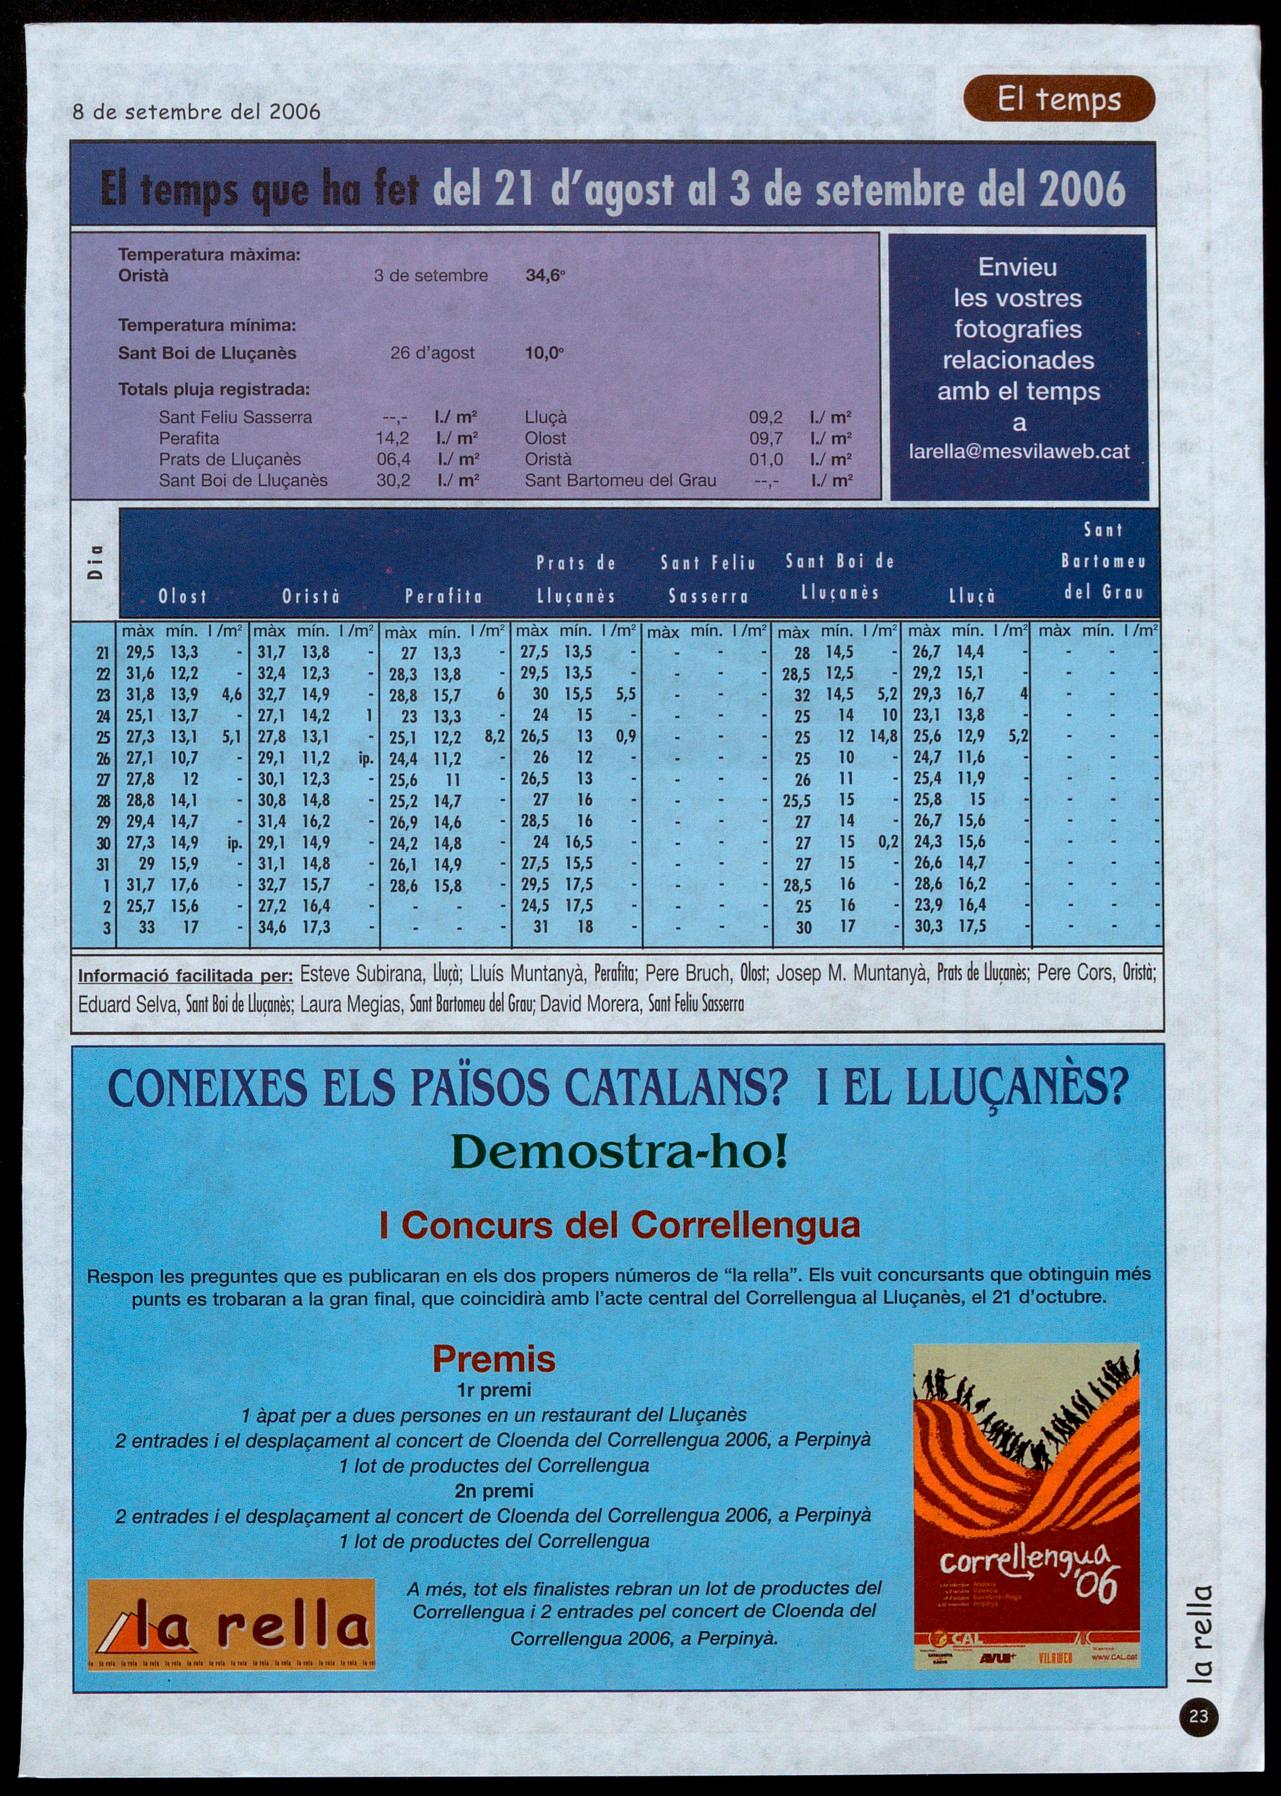 8 de setembre del 2006
El temps
El temps que ha fet del 21 d'agost al 3 de setembre del 2006
Temperatura màxima:
Oristà 3 de setembre 34,6º
Temperatura mínima:
Sant Boi de Lluçanès 26 d'agost 10,0º
Totals pluja registrada:
Sant Feliu Sasserra --,- l./ m² Lluçà 09,2 l./ m²
Perafita 14,2 l./ m² Olost 09,7 l./ m²
Prats de Lluçanès 06,4 l./ m² Oristà 01,0 l./ m²
Sant Boi de Lluçanès 30,2 l./ m² Sant Bartomeu del Grau --,- l./ m²
Envieu
les vostres
fotografies
relacionades
amb el temps
a
larella@mesvilaweb.cat
Dia Olost Oristà Perafita Prats de Lluçanès Sant Feliu Sasserra Sant Boi de Lluçanès Lluçà Sant Bartomeu del Grau
màx mín. l /m² màx mín. l /m² màx mín. l /m² màx mín. l /m² màx mín. l /m² màx mín. l /m² màx mín. l /m² màx mín. l /m²
21 29,5 13,3 - 31,7 13,8 - 27 13,3 - 27,5 13,5 - - - - 28 14,5 - 26,7 14,4 - - - -
22 31,6 12,2 - 32,4 12,3 - 28,3 13,8 - 29,5 13,5 - - - - 28,5 12,5 - 29,2 15,1 - - - -
23 31,8 13,9 4,6 32,7 14,9 - 28,8 15,7 6 30 15,5 5,5 - - - 32 14,5 5,2 29,3 16,7 4 - - -
24 25,1 13,7 - 27,1 14,2 1 23 13,3 - 24 15 - - - - 25 14 10 23,1 13,8 - - - -
25 27,3 13,1 5,1 27,8 13,1 - 25,1 12,2 8,2 26,5 13 0,9 - - - 25 12 14,8 25,6 12,9 5,2 - - -
26 27,1 10,7 - 29,1 11,2 ip. 24,4 11,2 - 26 12 - - - - 25 10 - 24,7 11,6 - - - -
27 27,8 12 - 30,1 12,3 - 25,6 11 - 26,5 13 - - - - 26 11 - 25,4 11,9 - - - -
28 28,8 14,1 - 30,8 14,8 - 25,2 14,7 - 27 16 - - - - 25,5 15 - 25,8 15 - - - -
29 29,4 14,7 - 31,4 16,2 - 26,9 14,6 - 28,5 16 - - - - 27 14 - 26,7 15,6 - - - -
30 27,3 14,9 ip. 29,1 14,9 - 24,2 14,8 - 24 16,5 - - - - 27 15 0,2 24,3 15,6 - - - -
31 29 15,9 - 31,1 14,8 - 26,1 14,9 - 27,5 15,5 - - - - 27 15 - 26,6 14,7 - - - -
1 31,7 17,6 - 32,7 15,7 - 28,6 15,8 - 29,5 17,5 - - - - 28,5 16 - 28,6 16,2 - - - -
2 25,7 15,6 - 27,2 16,4 - - - - 24,5 17,5 - - - - 25 16 - 23,9 16,4 - - - -
3 33 17 - 34,6 17,3 - - - - 31 18 - - - - 30 17 - 30,3 17,5 - - - -
Informació facilitada per: Esteve Subirana, Lluçà; Lluís Muntanyà, Perafita; Pere Bruch, Olost; Josep M. Muntanyà, Prats de Lluçanès; Pere Cors, Oristà;
Eduard Selva, Sant Boi de Lluçanès; Laura Megias, Sant Bartomeu del Grau; David Morera, Sant Feliu Sasserra
CONEIXES ELS PAÏSOS CATALANS? I EL LLUÇANÈS?
Demostra-ho!
I Concurs del Correllengua
Respon les preguntes que es publicaran en els dos propers números de “la rella”. Els vuit concursants que obtinguin més
punts es trobaran a la gran final, que coincidirà amb l'acte central del Correllengua al Lluçanès, el 21 d'octubre.
Premis
1r premi
1 àpat per a dues persones en un restaurant del Lluçanès
2 entrades i el desplaçament al concert de Cloenda del Correllengua 2006, a Perpinyà
1 lot de productes del Correllengua
2n premi
2 entrades i el desplaçament al concert de Cloenda del Correllengua 2006, a Perpinyà
1 lot de productes del Correllengua
A més, tot els finalistes rebran un lot de productes del
Correllengua i 2 entrades pel concert de Cloenda del
Correllengua 2006, a Perpinyà.
la rella
correllengua
'06
CAL
AVUI+
VILAWEB
www.CAL.cat
la rella
23